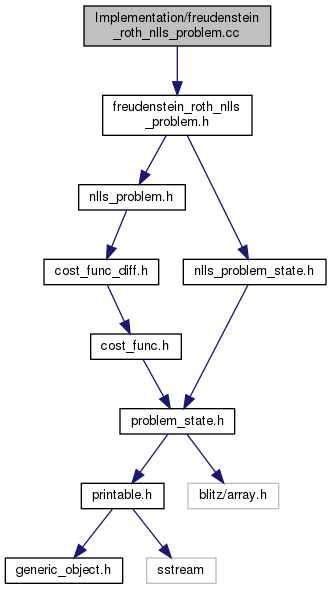 Implementation/freudenstein
_roth_nlls_problem.cc
freudenstein_roth_nlls
_problem.h
nlls_problem.h
cost_func_diff.h
nlls_problem_state.h
cost_func.h
problem_state.h
printable.h
blitz/array.h
generic_object.h
sstream